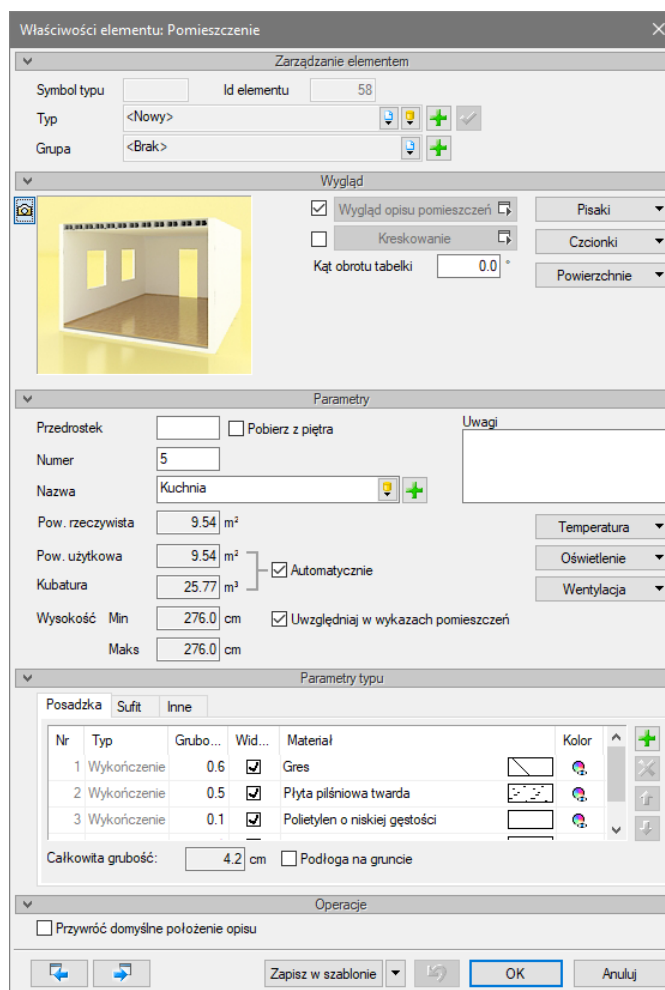 Właściwości elementu: Pomieszczenie
Zarządzanie elementem
Symbol typu Id elementu 58
Typ <Nowy>
Grupa <Brak>
Wygląd
Wygląd opisu pomieszczeń Pisaki
Kreskowanie Czcionki
Kąt obrotu tabelki 0.0 ° Powierzchnie
Parametry
Przedrostek Pobierz z piętra Uwagi
Numer 5
Nazwa Kuchnia
Pow. rzeczywista 9.54 m² Temperatura
Pow. użytkowa 9.54 m² Automatycznie Oświetlenie
Kubatura 25.77 m³ Wentylacja
Wysokość Min 276.0 cm Uwzględniaj w wykazach pomieszczeń
Maks 276.0 cm
Parametry typu
Posadzka Sufit Inne
Nr Typ Grubo... Wid... Materiał Kolor
1 Wykończenie 0.6 Gres
2 Wykończenie 0.5 Płyta pilśniowa twarda
3 Wykończenie 0.1 Polietylen o niskiej gęstości
Całkowita grubość: 4.2 cm Podłoga na gruncie
Operacje
Przywróć domyślne położenie opisu
Zapisz w szablonie OK Anuluj